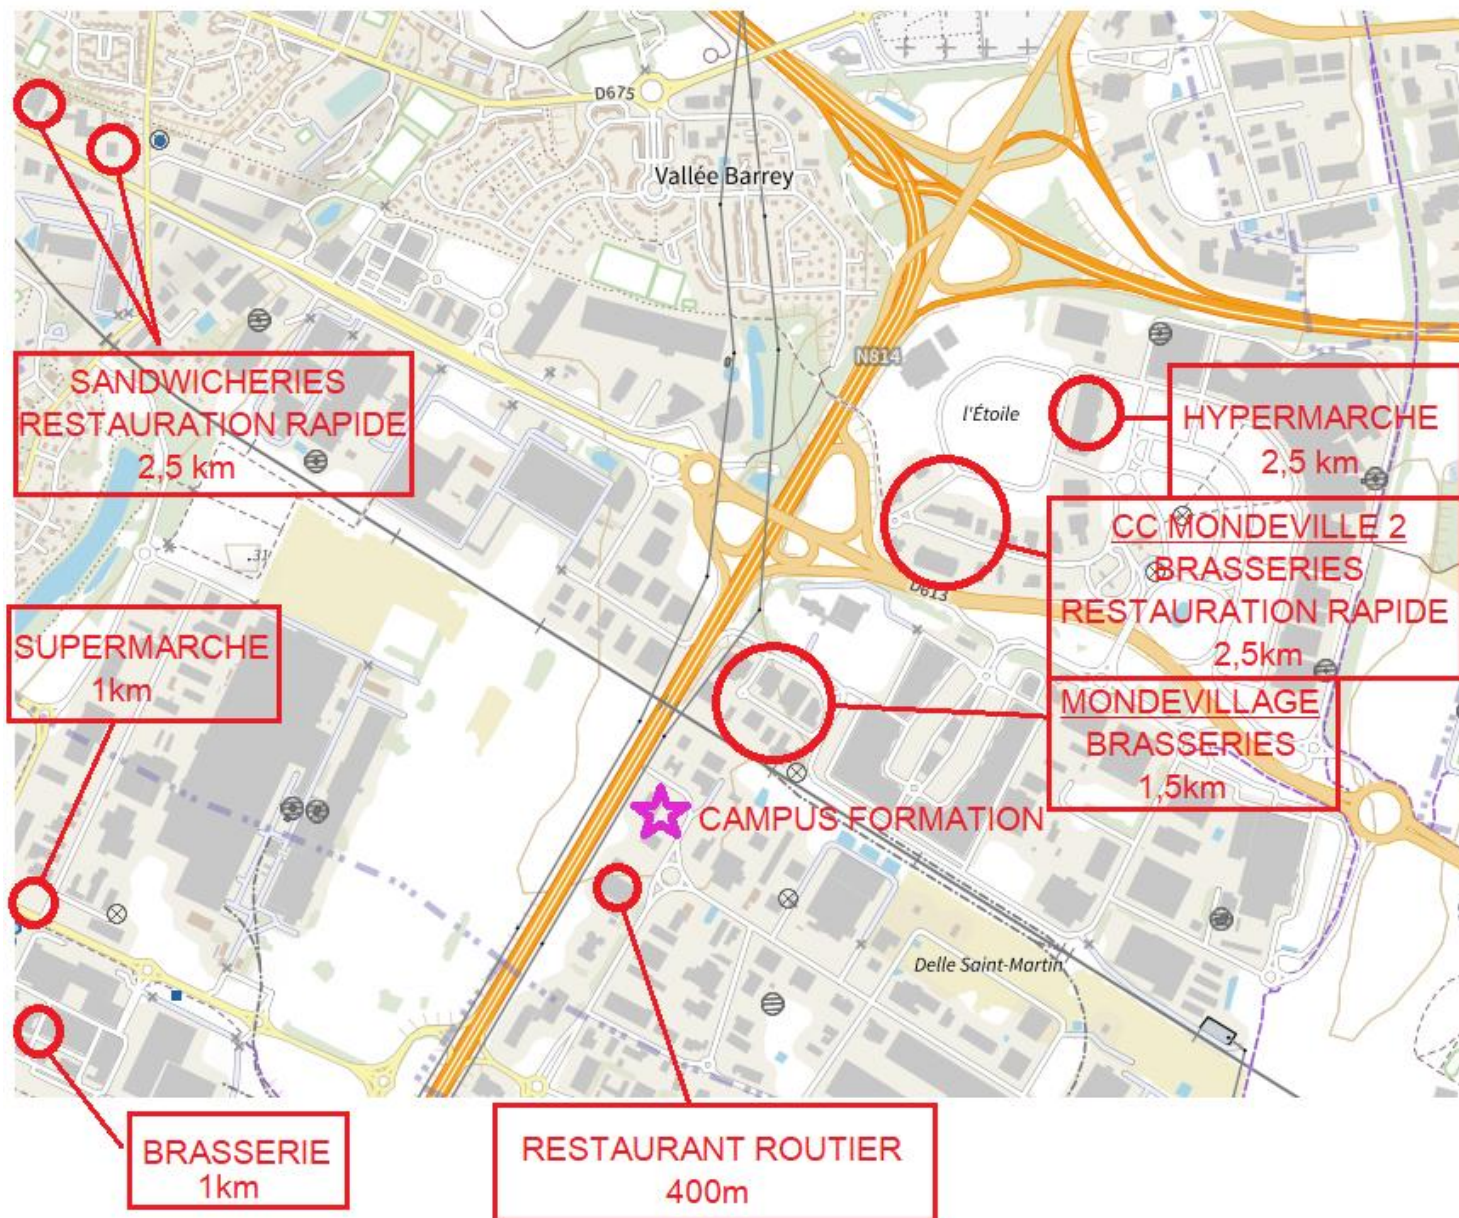 D675
Vallée Barrey
N814
SANDWICHERIES
RESTAURATION RAPIDE
2,5 km
l'Étoile
HYPERMARCHE
2,5 km
CC MONDEVILLE 2
BRASSERIES
RESTAURATION RAPIDE
2,5km
D613
31
SUPERMARCHE
1km
MONDEVILLAGE
BRASSERIES
1,5km
CAMPUS FORMATION
Delle Saint-Martin
BRASSERIE
1km
RESTAURANT ROUTIER
400m